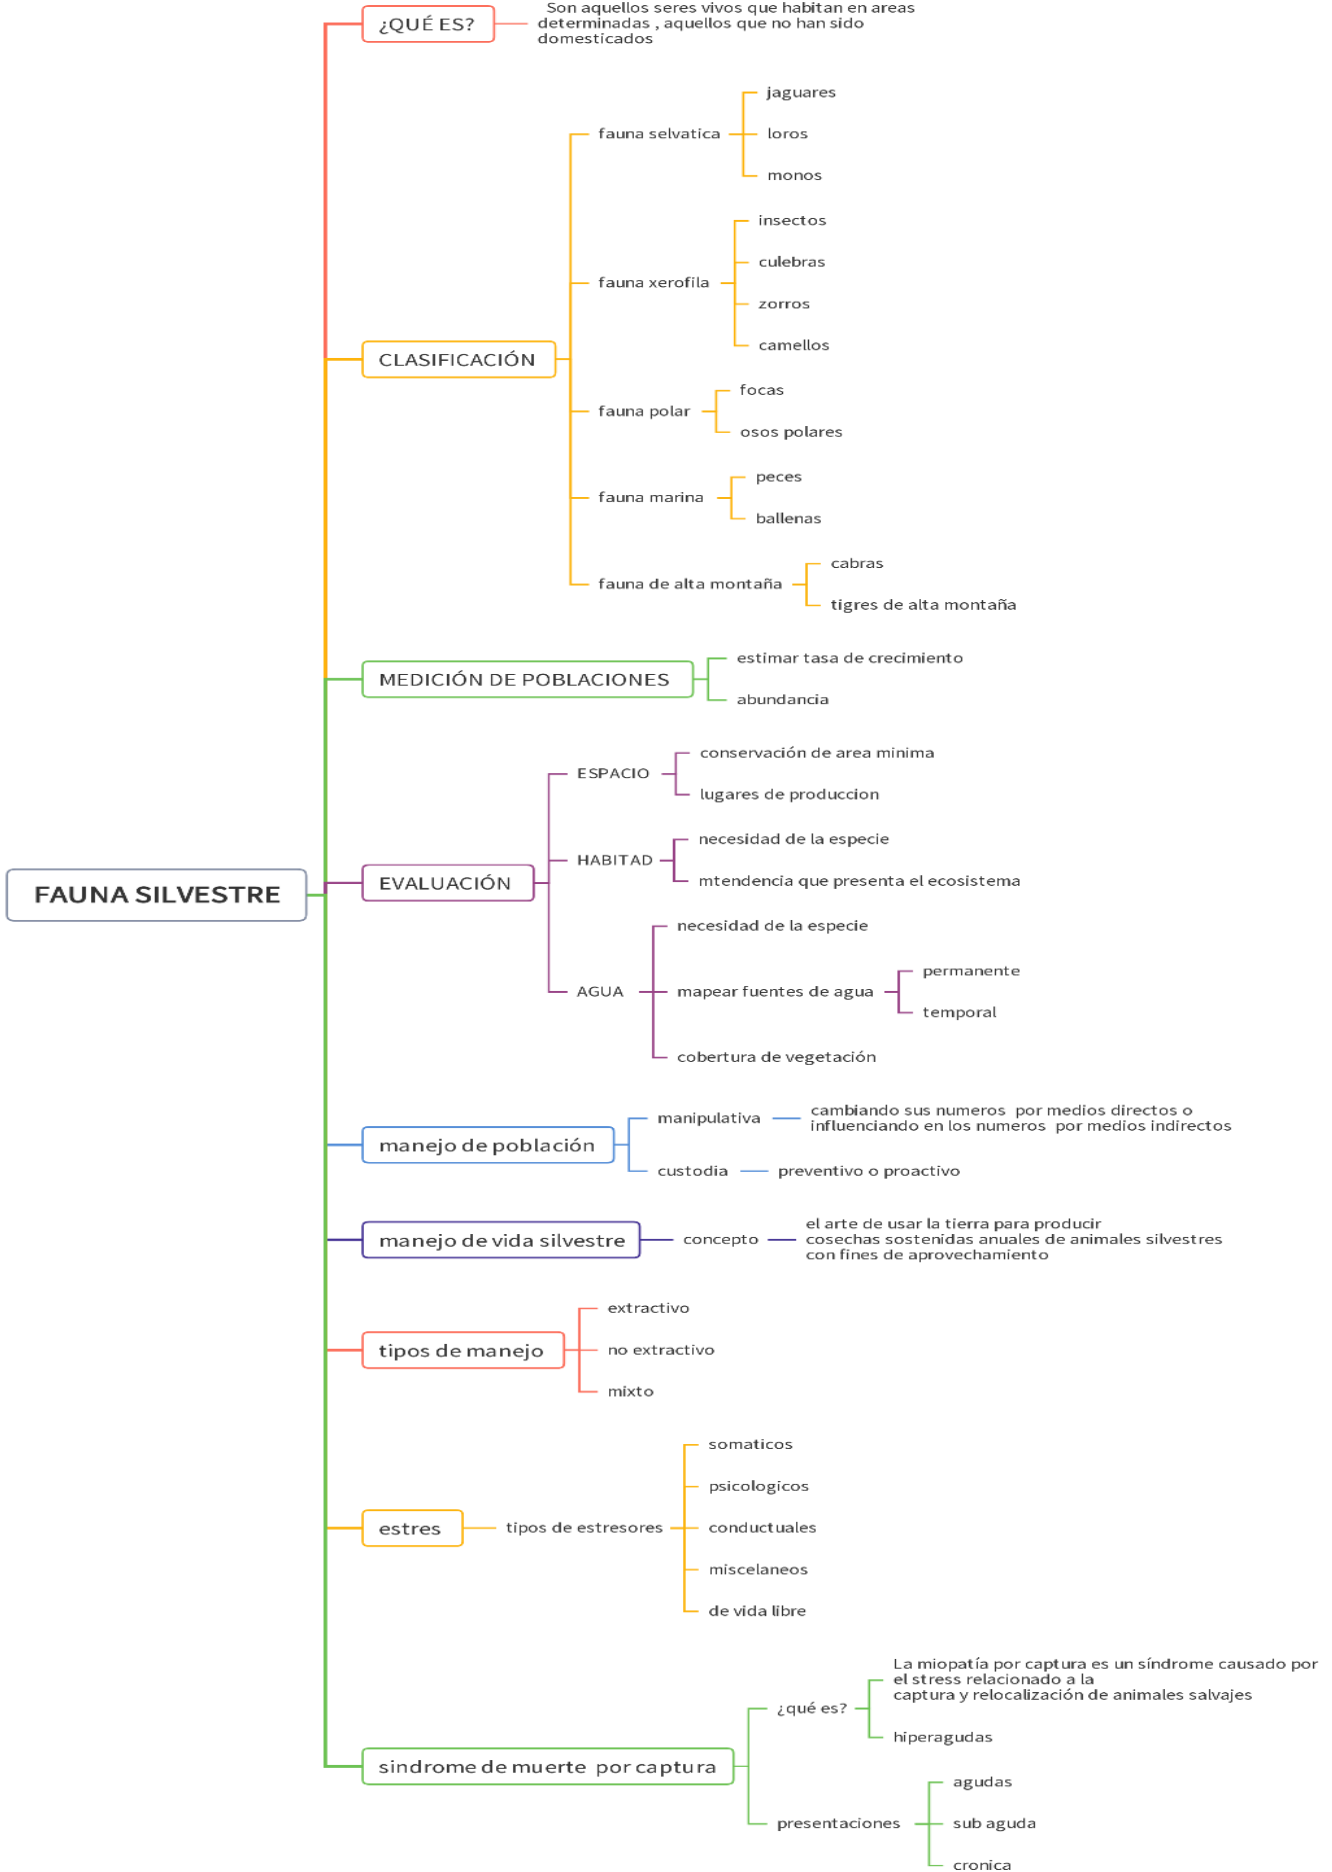 ¿QUÉ ES?
Son aquellos seres vivos que habitan en areas
determinadas , aquellos que no han sido
domesticados
CLASIFICACIÓN
fauna selvatica
jaguares
loros
monos
fauna xerofila
insectos
culebras
zorros
camellos
fauna polar
focas
osos polares
fauna marina
peces
ballenas
fauna de alta montaña
cabras
tigres de alta montaña
MEDICIÓN DE POBLACIONES
estimar tasa de crecimiento
abundancia
FAUNA SILVESTRE
EVALUACIÓN
ESPACIO
conservación de area minima
lugares de produccion
HABITAD
necesidad de la especie
mtendencia que presenta el ecosistema
AGUA
necesidad de la especie
mapear fuentes de agua
permanente
temporal
cobertura de vegetación
manejo de población
manipulativa
cambiando sus numeros por medios directos o
influenciando en los numeros por medios indirectos
custodia
preventivo o proactivo
manejo de vida silvestre
concepto
el arte de usar la tierra para producir
cosechas sostenidas anuales de animales silvestres
con fines de aprovechamiento
tipos de manejo
extractivo
no extractivo
mixto
estres
tipos de estresores
somaticos
psicologicos
conductuales
miscelaneos
de vida libre
sindrome de muerte por captura
¿qué es?
La miopatía por captura es un síndrome causado por
el stress relacionado a la
captura y relocalización de animales salvajes
hiperagudas
presentaciones
agudas
sub aguda
cronica